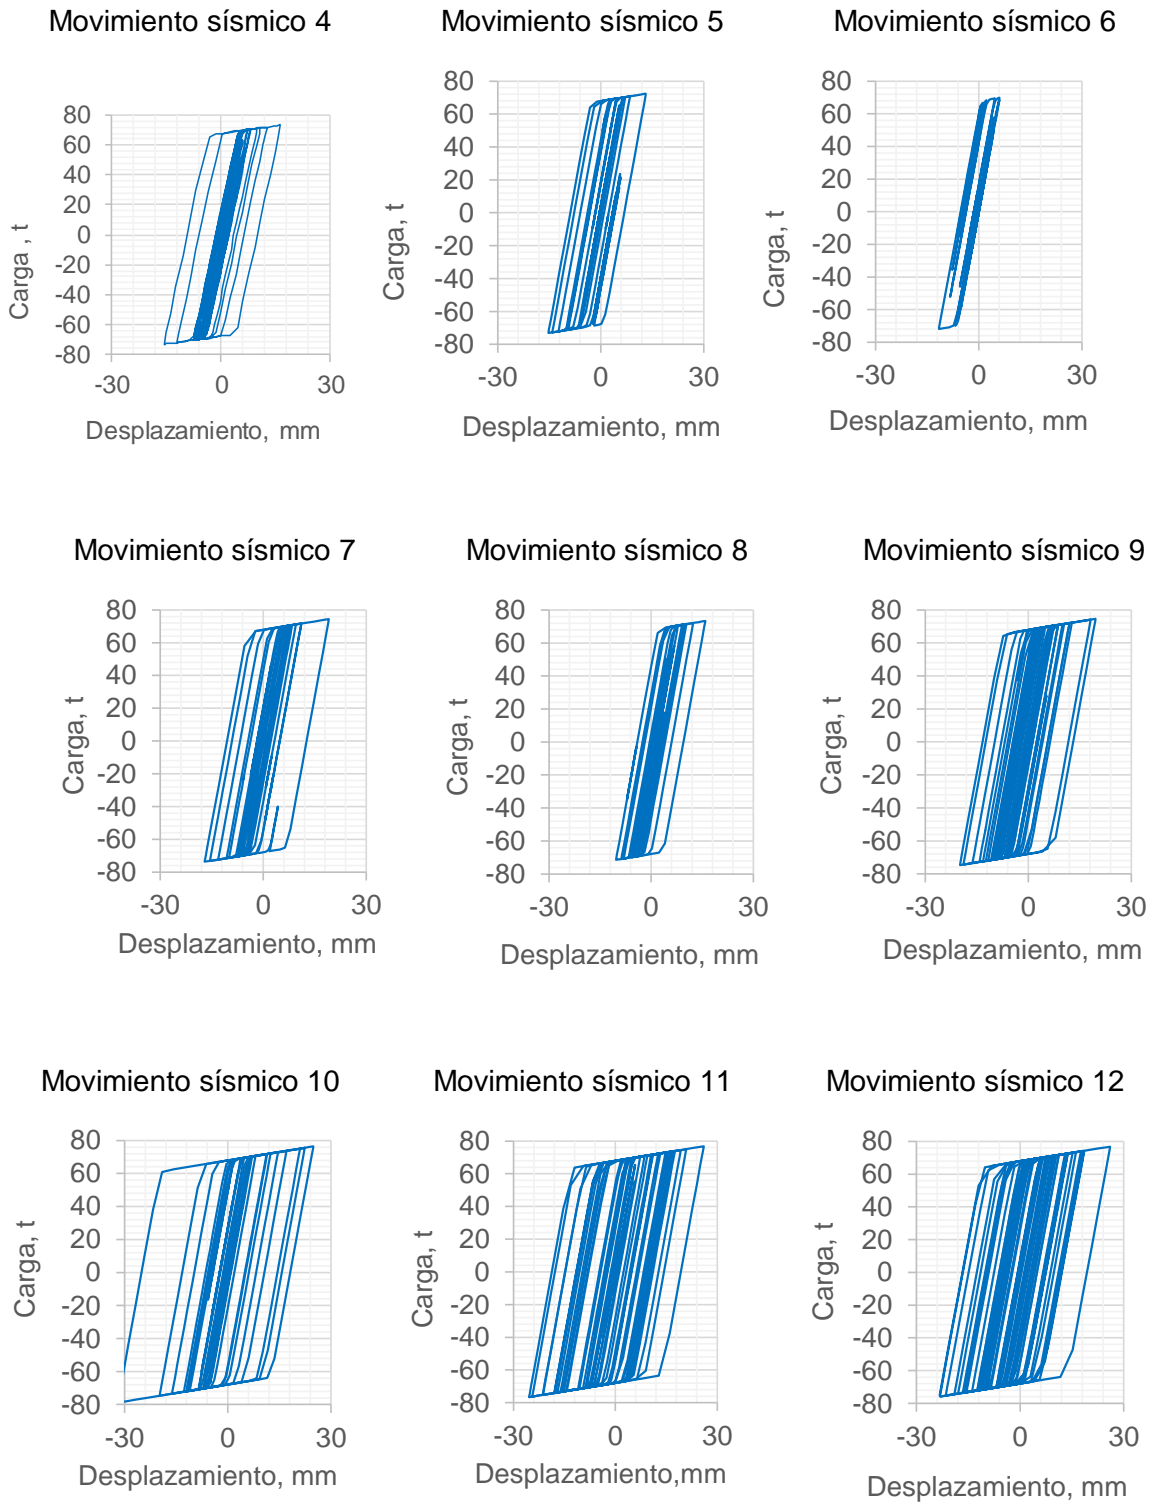 Movimiento sísmico 4
80
60
40
20
0
-20
-40
-60
-80
-30 0 30
Carga , t
Desplazamiento, mm
Movimiento sísmico 5
80
60
40
20
0
-20
-40
-60
-80
-30 0 30
Carga, t
Desplazamiento, mm
Movimiento sísmico 6
80
60
40
20
0
-20
-40
-60
-80
-30 0 30
Carga, t
Desplazamiento, mm
Movimiento sísmico 7
80
60
40
20
0
-20
-40
-60
-80
-30 0 30
Carga, t
Desplazamiento, mm
Movimiento sísmico 8
80
60
40
20
0
-20
-40
-60
-80
-30 0 30
Carga, t
Desplazamiento, mm
Movimiento sísmico 9
80
60
40
20
0
-20
-40
-60
-80
-30 0 30
Carga, t
Desplazamiento, mm
Movimiento sísmico 10
80
60
40
20
0
-20
-40
-60
-80
-30 0 30
Carga, t
Desplazamiento, mm
Movimiento sísmico 11
80
60
40
20
0
-20
-40
-60
-80
-30 0 30
Carga, t
Desplazamiento,mm
Movimiento sísmico 12
80
60
40
20
0
-20
-40
-60
-80
-30 0 30
Carga, t
Desplazamiento, mm